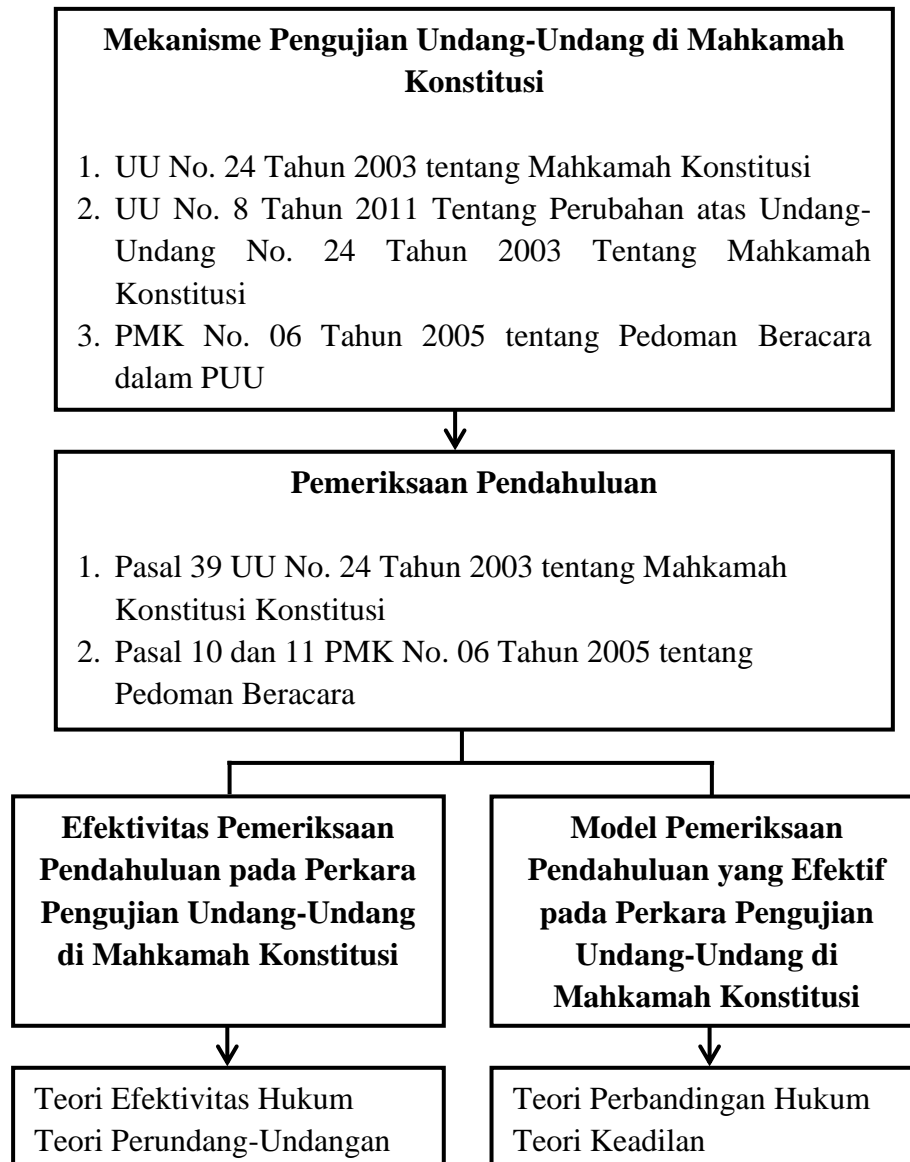 Mekanisme Pengujian Undang-Undang di Mahkamah
Konstitusi
1. UU No. 24 Tahun 2003 tentang Mahkamah Konstitusi
2. UU No. 8 Tahun 2011 Tentang Perubahan atas Undang-
Undang No. 24 Tahun 2003 Tentang Mahkamah
Konstitusi
3. PMK No. 06 Tahun 2005 tentang Pedoman Beracara
dalam PUU
Pemeriksaan Pendahuluan
1. Pasal 39 UU No. 24 Tahun 2003 tentang Mahkamah
Konstitusi Konstitusi
2. Pasal 10 dan 11 PMK No. 06 Tahun 2005 tentang
Pedoman Beracara
Efektivitas Pemeriksaan
Pendahuluan pada Perkara
Pengujian Undang-Undang
di Mahkamah Konstitusi
Model Pemeriksaan
Pendahuluan yang Efektif
pada Perkara Pengujian
Undang-Undang di
Mahkamah Konstitusi
Teori Efektivitas Hukum
Teori Perundang-Undangan
Teori Perbandingan Hukum
Teori Keadilan